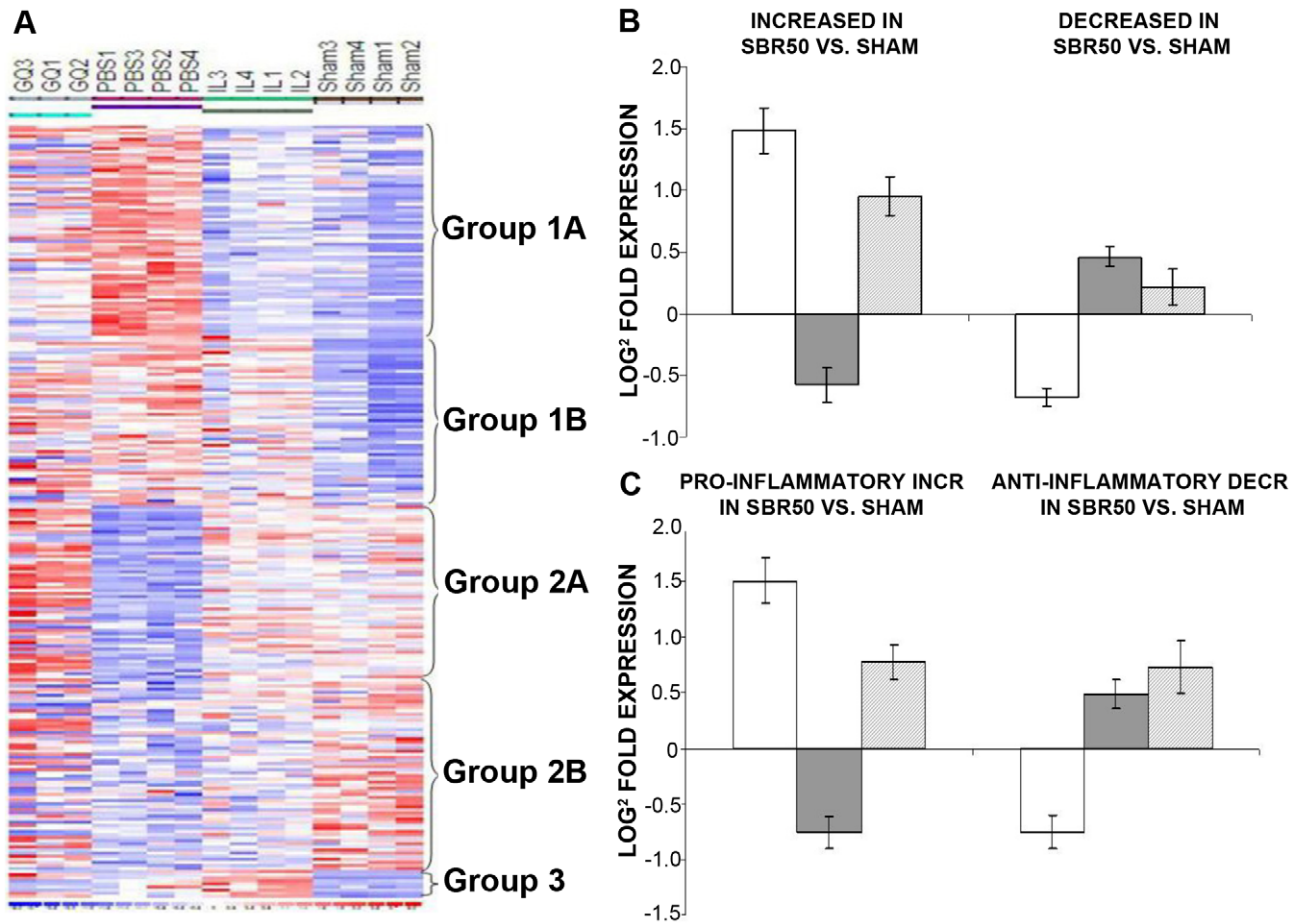 A
GQ3
GQ1
GQ2
PBS1
PBS3
PBS2
PBS4
IL3
IL4
IL1
IL2
Sham3
Sham4
Sham1
Sham2
Group 1A
Group 1B
Group 2A
Group 2B
Group 3
B
INCREASED IN
SBR50 VS. SHAM
DECREASED IN
SBR50 VS. SHAM
LOG² FOLD EXPRESSION
2.0
1.5
1.0
0.5
0
-0.5
-1.0
C
PRO-INFLAMMATORY INCR
IN SBR50 VS. SHAM
ANTI-INFLAMMATORY DECR
IN SBR50 VS. SHAM
LOG² FOLD EXPRESSION
2.0
1.5
1.0
0.5
0
-0.5
-1.0
-1.5